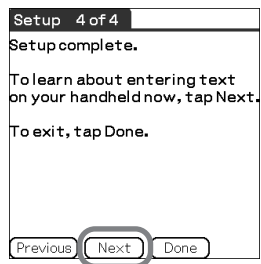 Setup 4 of 4
Setup complete.
To learn about entering text
on your handheld now, tap Next.
To exit, tap Done.
Previous Next Done